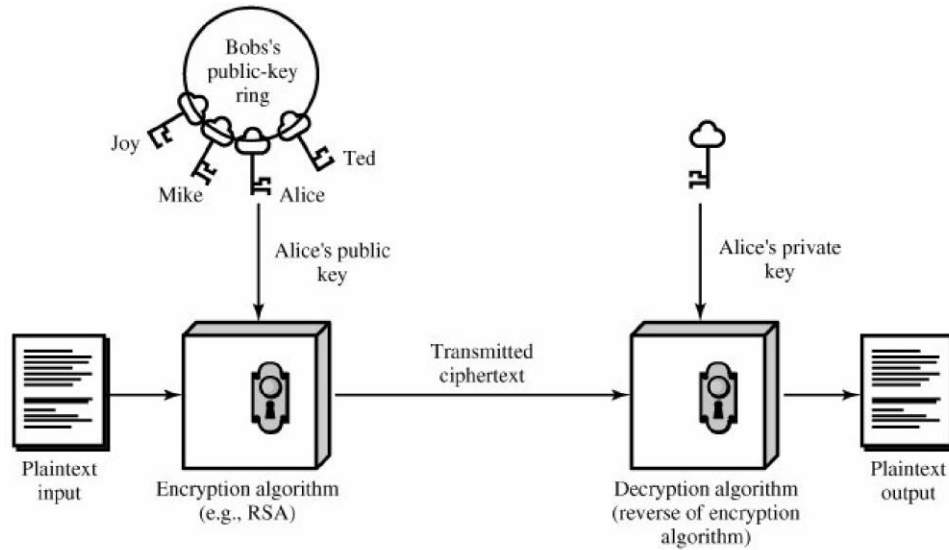 Bobs's
public-key
ring
Joy
Ted
Mike
Alice
Alice's public
key
Alice's private
key
Transmitted
ciphertext
Plaintext
input
Encryption algorithm
(e.g., RSA)
Decryption algorithm
(reverse of encryption
algorithm)
Plaintext
output